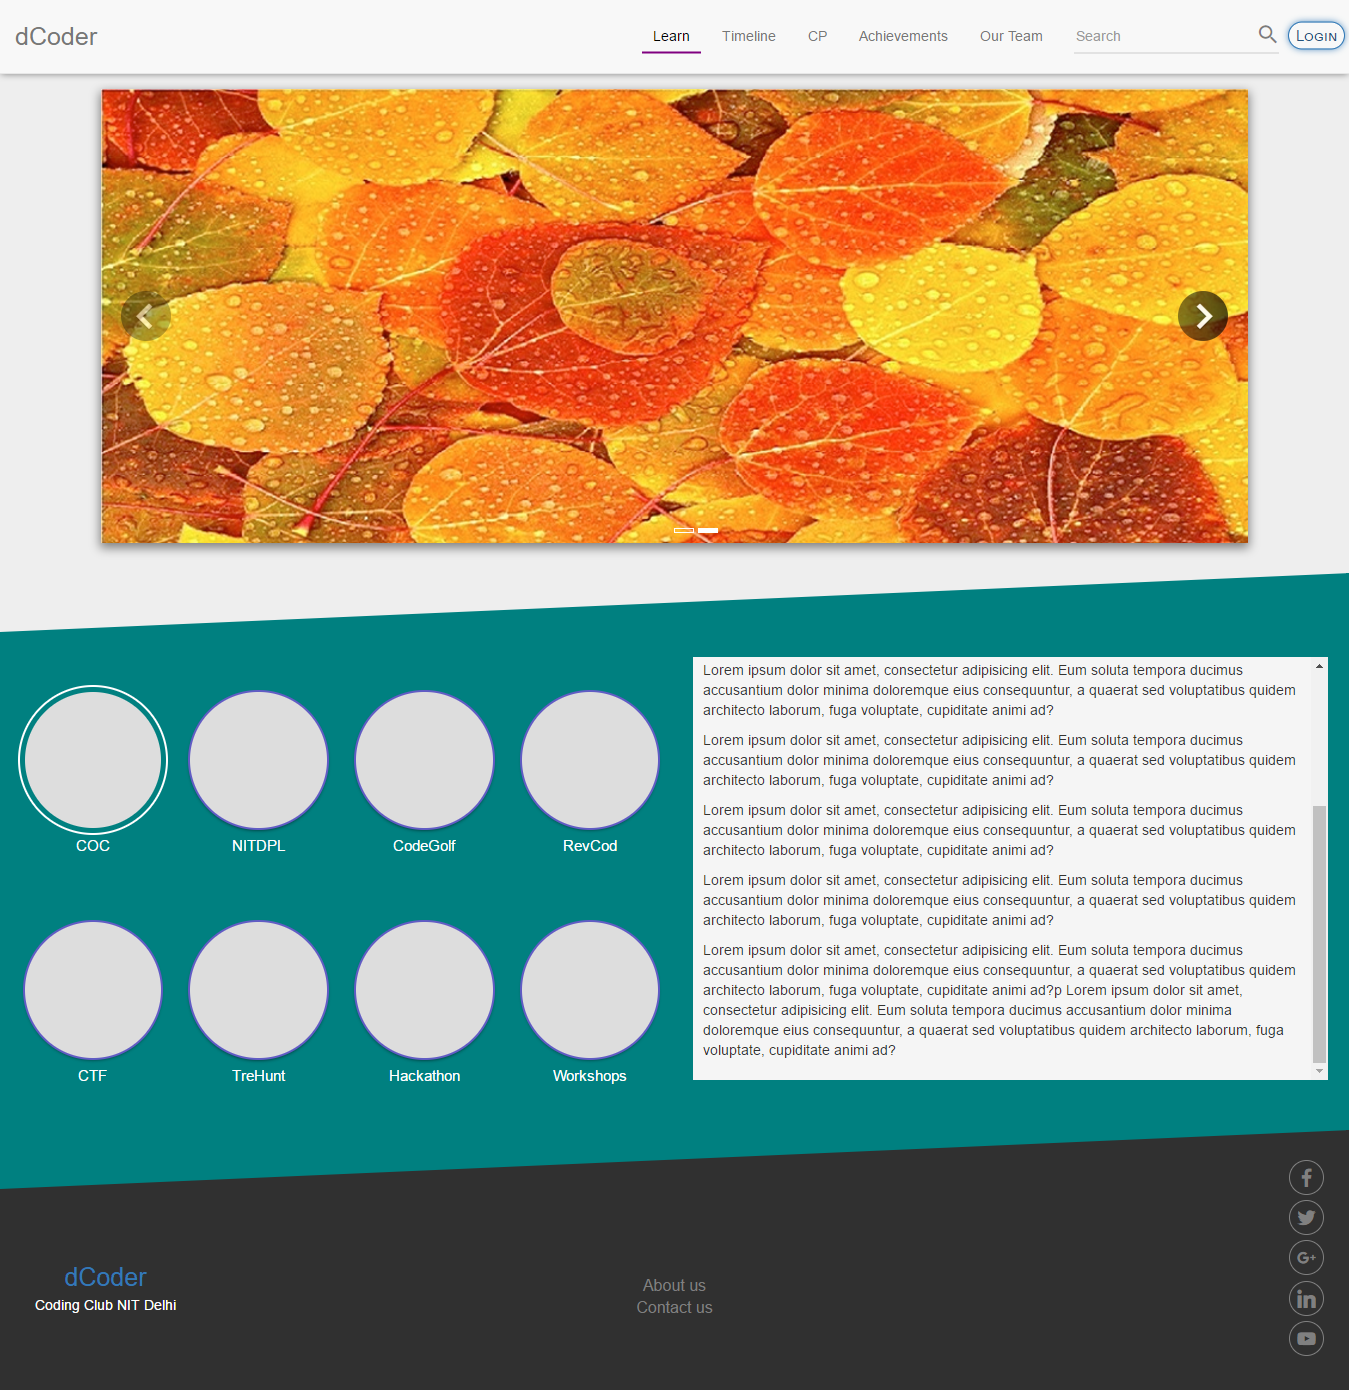 dCoder
Learn Timeline CP Achievements Our Team Search Login
Lorem ipsum dolor sit amet, consectetur adipisicing elit. Eum soluta tempora ducimus
accusantium dolor minima doloremque eius consequuntur, a quaerat sed voluptatibus quidem
architecto laborum, fuga voluptate, cupiditate animi ad?
Lorem ipsum dolor sit amet, consectetur adipisicing elit. Eum soluta tempora ducimus
accusantium dolor minima doloremque eius consequuntur, a quaerat sed voluptatibus quidem
architecto laborum, fuga voluptate, cupiditate animi ad?
Lorem ipsum dolor sit amet, consectetur adipisicing elit. Eum soluta tempora ducimus
accusantium dolor minima doloremque eius consequuntur, a quaerat sed voluptatibus quidem
architecto laborum, fuga voluptate, cupiditate animi ad?
Lorem ipsum dolor sit amet, consectetur adipisicing elit. Eum soluta tempora ducimus
accusantium dolor minima doloremque eius consequuntur, a quaerat sed voluptatibus quidem
architecto laborum, fuga voluptate, cupiditate animi ad?
Lorem ipsum dolor sit amet, consectetur adipisicing elit. Eum soluta tempora ducimus
accusantium dolor minima doloremque eius consequuntur, a quaerat sed voluptatibus quidem
architecto laborum, fuga voluptate, cupiditate animi ad?p Lorem ipsum dolor sit amet,
consectetur adipisicing elit. Eum soluta tempora ducimus accusantium dolor minima
doloremque eius consequuntur, a quaerat sed voluptatibus quidem architecto laborum, fuga
voluptate, cupiditate animi ad?
COC NITDPL CodeGolf RevCod
CTF TreHunt Hackathon Workshops
dCoder
Coding Club NIT Delhi
About us
Contact us